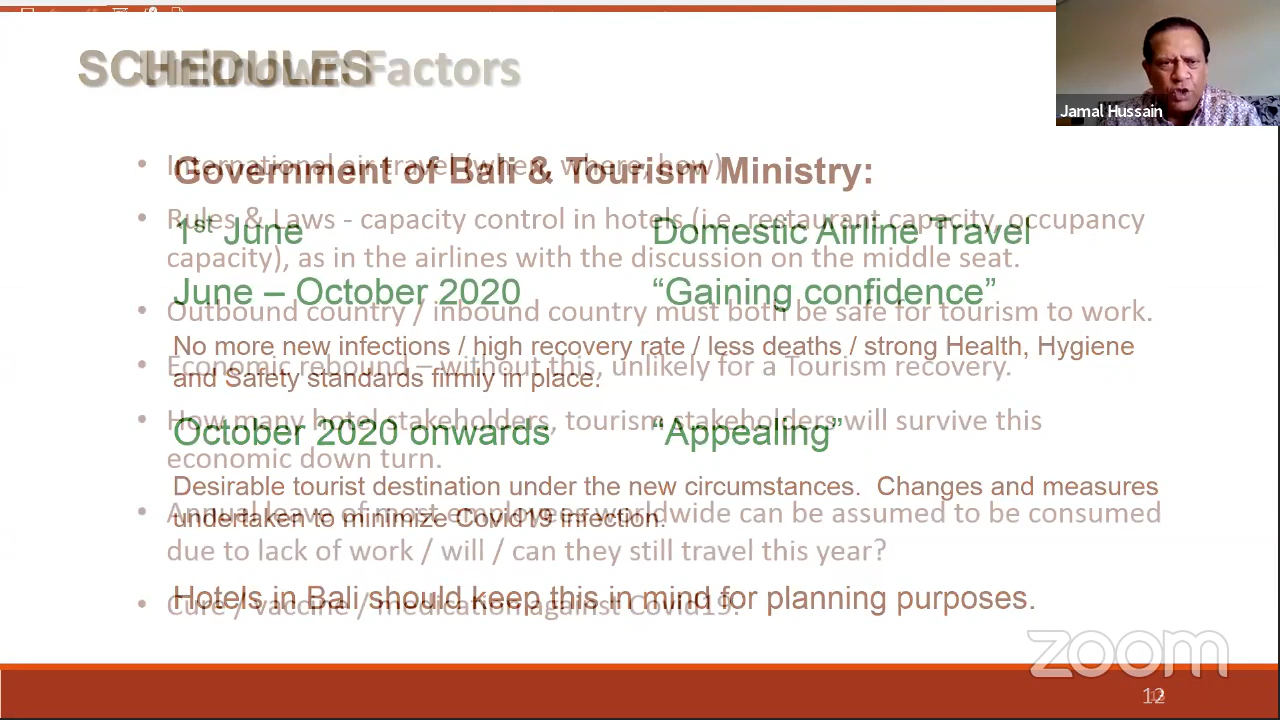 SCHEDULES
Unknown Factors
Jamal Hussain
Government of Bali & Tourism Ministry:
1st June Domestic Airline Travel
June – October 2020 “Gaining confidence”
No more new infections / high recovery rate / less deaths / strong Health, Hygiene
and Safety standards firmly in place.
October 2020 onwards “Appealing”
Desirable tourist destination under the new circumstances. Changes and measures
undertaken to minimize Covid19 infection.
Hotels in Bali should keep this in mind for planning purposes.
• International air travel (when, where, how)
• Rules & Laws - capacity control in hotels (i.e. restaurant capacity, occupancy
capacity), as in the airlines with the discussion on the middle seat.
• Outbound country / inbound country must both be safe for tourism to work.
• Economic rebound – without this, unlikely for a Tourism recovery.
• How many hotel stakeholders, tourism stakeholders will survive this
economic down turn.
• Annual leave of most employees worldwide can be assumed to be consumed
due to lack of work / will / can they still travel this year?
• Cure / vaccine / medication against Covid19.
zoom
12